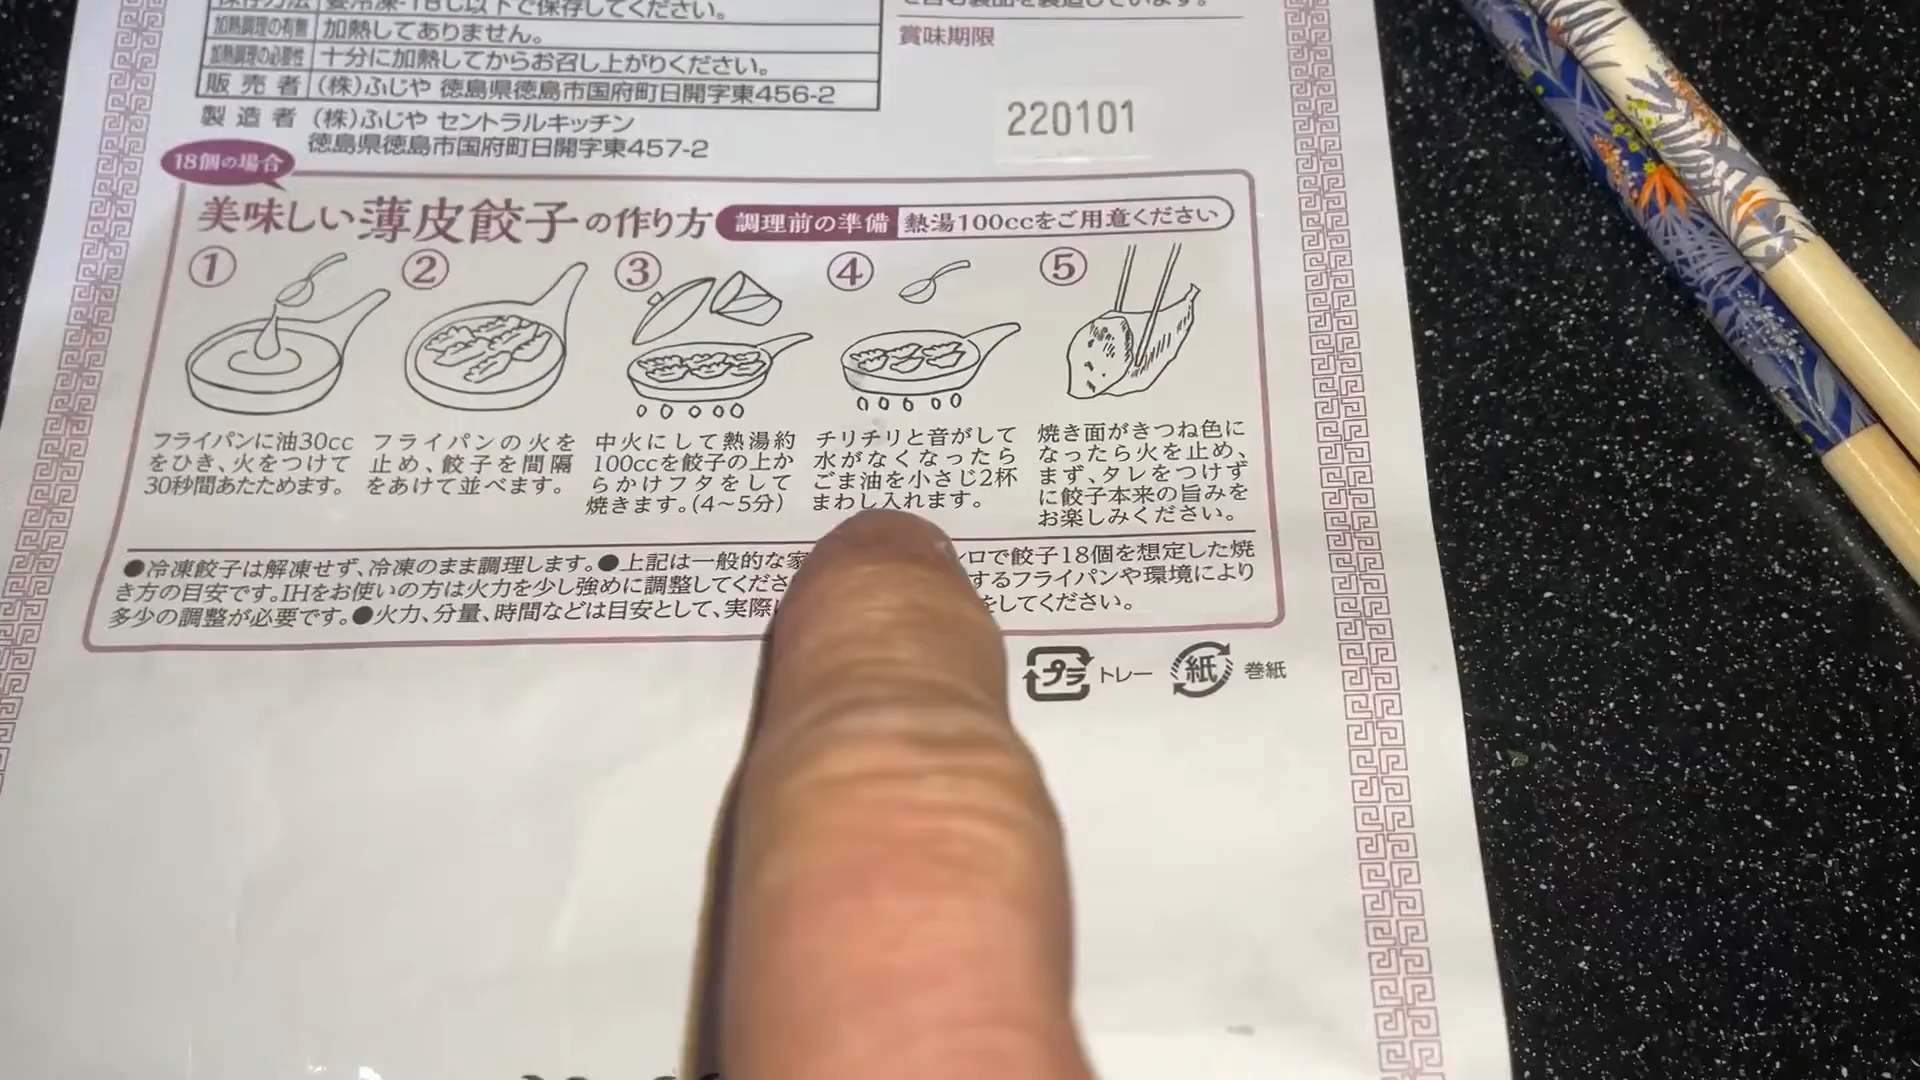 保存方法 要冷凍-18℃以下で保存してください。
加熱調理の有無 加熱してありません。
加熱調理の必要性 十分に加熱してからお召し上がりください。
販売者 (株)ふじや 徳島県徳島市国府町日開字東456-2
製造者 (株)ふじや セントラルキッチン
徳島県徳島市国府町日開字東457-2
賞味期限
220101
18個の場合
美味しい薄皮餃子の作り方 調理前の準備 熱湯100ccをご用意ください
①
フライパンに油30cc
をひき、火をつけて
30秒間あたためます。
②
フライパンの火を
止め、餃子を間隔
をあけて並べます。
③
中火にして熱湯約
100ccを餃子の上か
らかけフタをして
焼きます。(4～5分)
④
チリチリと音がして
水がなくなったら
ごま油を小さじ2杯
まわし入れます。
⑤
焼き面がきつね色に
なったら火を止め、
まず、タレをつけず
に餃子本来の旨みを
お楽しみください。
●冷凍餃子は解凍せず、冷凍のまま調理します。●上記は一般的な家 ロで餃子18個を想定した焼
き方の目安です。IHをお使いの方は火力を少し強めに調整してくださ するフライパンや環境により
多少の調整が必要です。●火力、分量、時間などは目安として、実際 をしてください。
プラ トレー 紙 巻紙